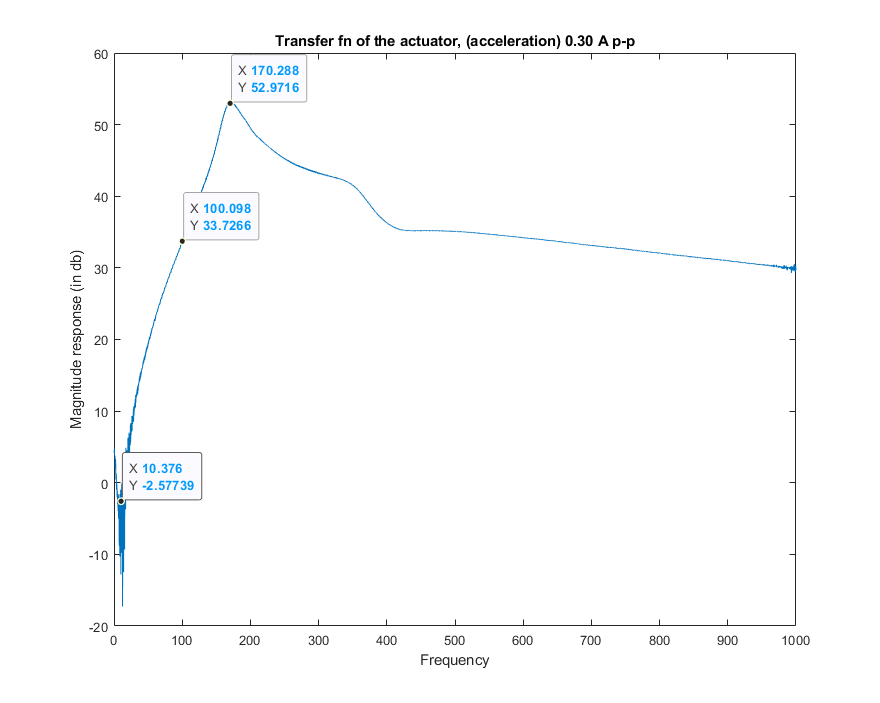 Transfer fn of the actuator, (acceleration) 0.30 A p-p
60
50
40
30
20
10
0
-10
-20
Magnitude response (in db)
X 170.288
Y 52.9716
X 100.098
Y 33.7266
X 10.376
Y -2.57739
0 100 200 300 400 500 600 700 800 900 1000
Frequency